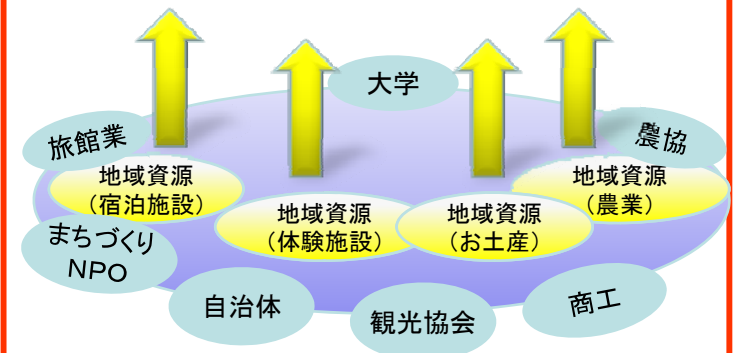 大学
旅館業
農協
地域資源
(宿泊施設)
地域資源
(農業)
地域資源
(体験施設)
地域資源
(お土産)
まちづくり
NPO
自治体
観光協会
商工